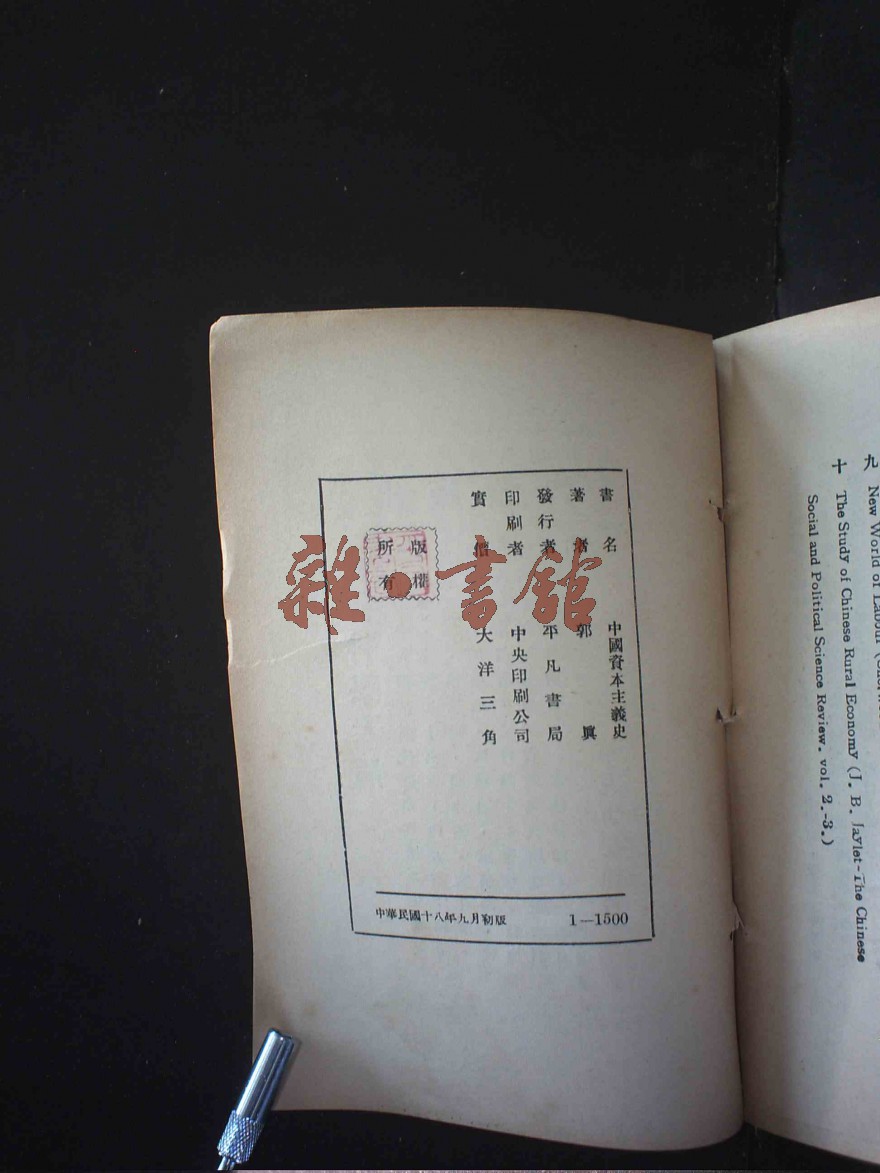 書名 中國資本主義史
著者 郭眞
發行者 平凡書局
印刷者 中央印刷公司
實價 大洋三角
版權
所有
中華民國十八年九月初版 1—1500
雜·書館
九 New World of Labour
十 The Study of Chinese Rural Economy (J. B. Jaylet-The Chinese
Social and Political Science Review. vol. 2.-3.)